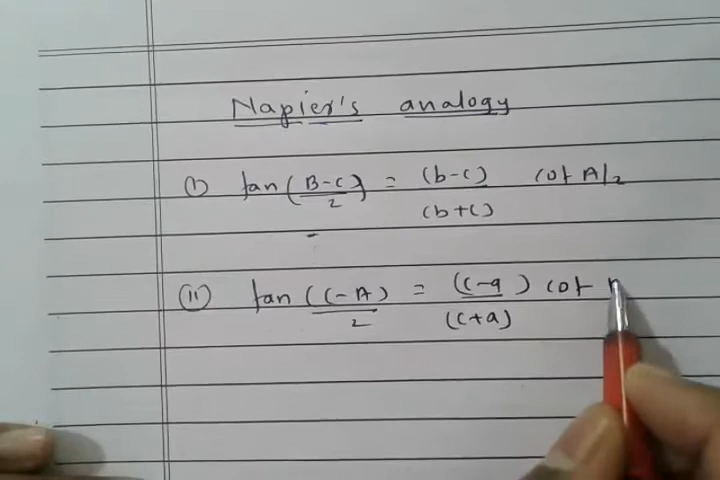 Napier's analogy
(i) tan (B-C)/2 = (b-c)/(b+c) cot A/2
(ii) tan (C-A)/2 = (c-a)/(c+a) cot